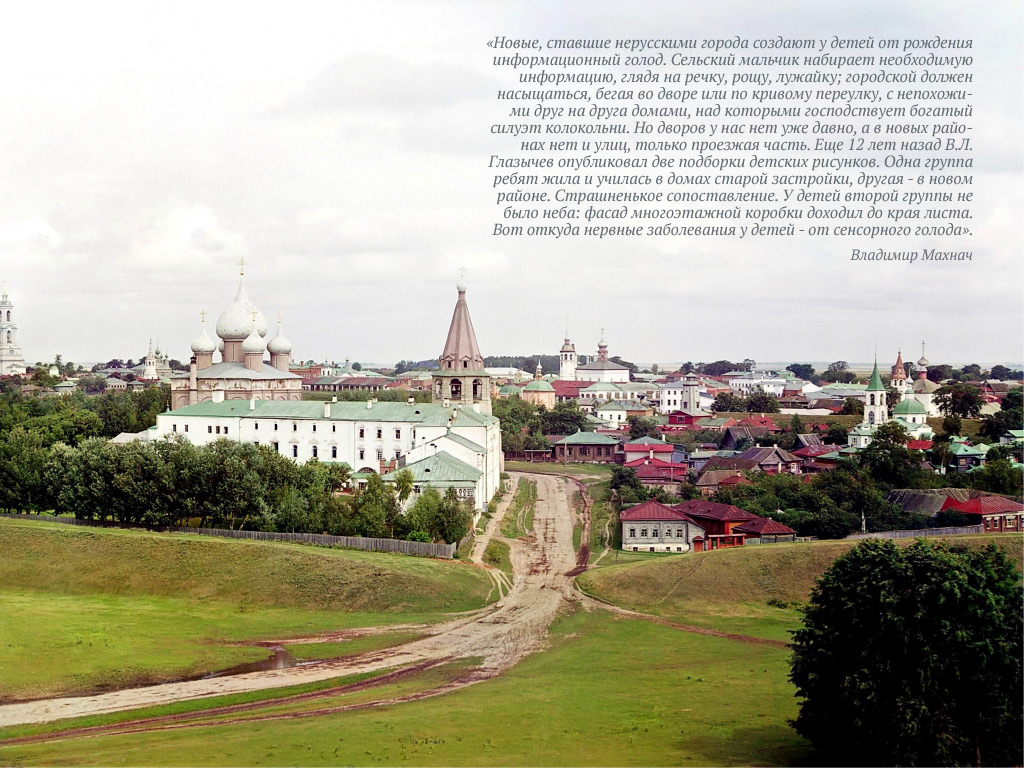 «Новые, ставшие нерусскими города создают у детей от рождения
информационный голод. Сельский мальчик набирает необходимую
информацию, глядя на речку, рощу, лужайку; городской должен
насыщаться, бегая во дворе или по кривому переулку, с непохожи-
ми друг на друга домами, над которыми господствует богатый
силуэт колокольни. Но дворов у нас нет уже давно, а в новых райо-
нах нет и улиц, только проезжая часть. Еще 12 лет назад В.Л.
Глазычев опубликовал две подборки детских рисунков. Одна группа
ребят жила и училась в домах старой застройки, другая - в новом
районе. Страшненькое сопоставление. У детей второй группы не
было неба: фасад многоэтажной коробки доходил до края листа.
Вот откуда нервные заболевания у детей - от сенсорного голода».
Владимир Махнач